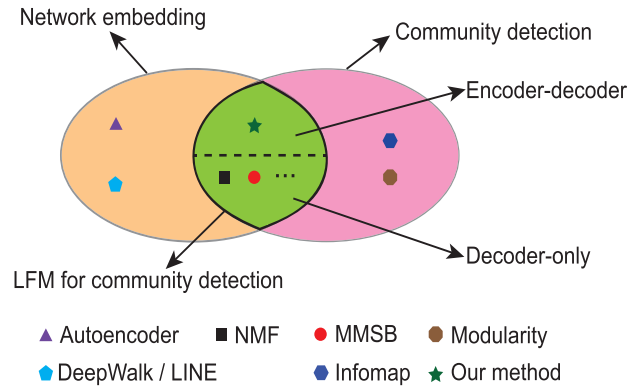 Network embedding
Community detection
Encoder-decoder
...
Decoder-only
LFM for community detection
Autoencoder NMF MMSB Modularity
DeepWalk / LINE Infomap Our method